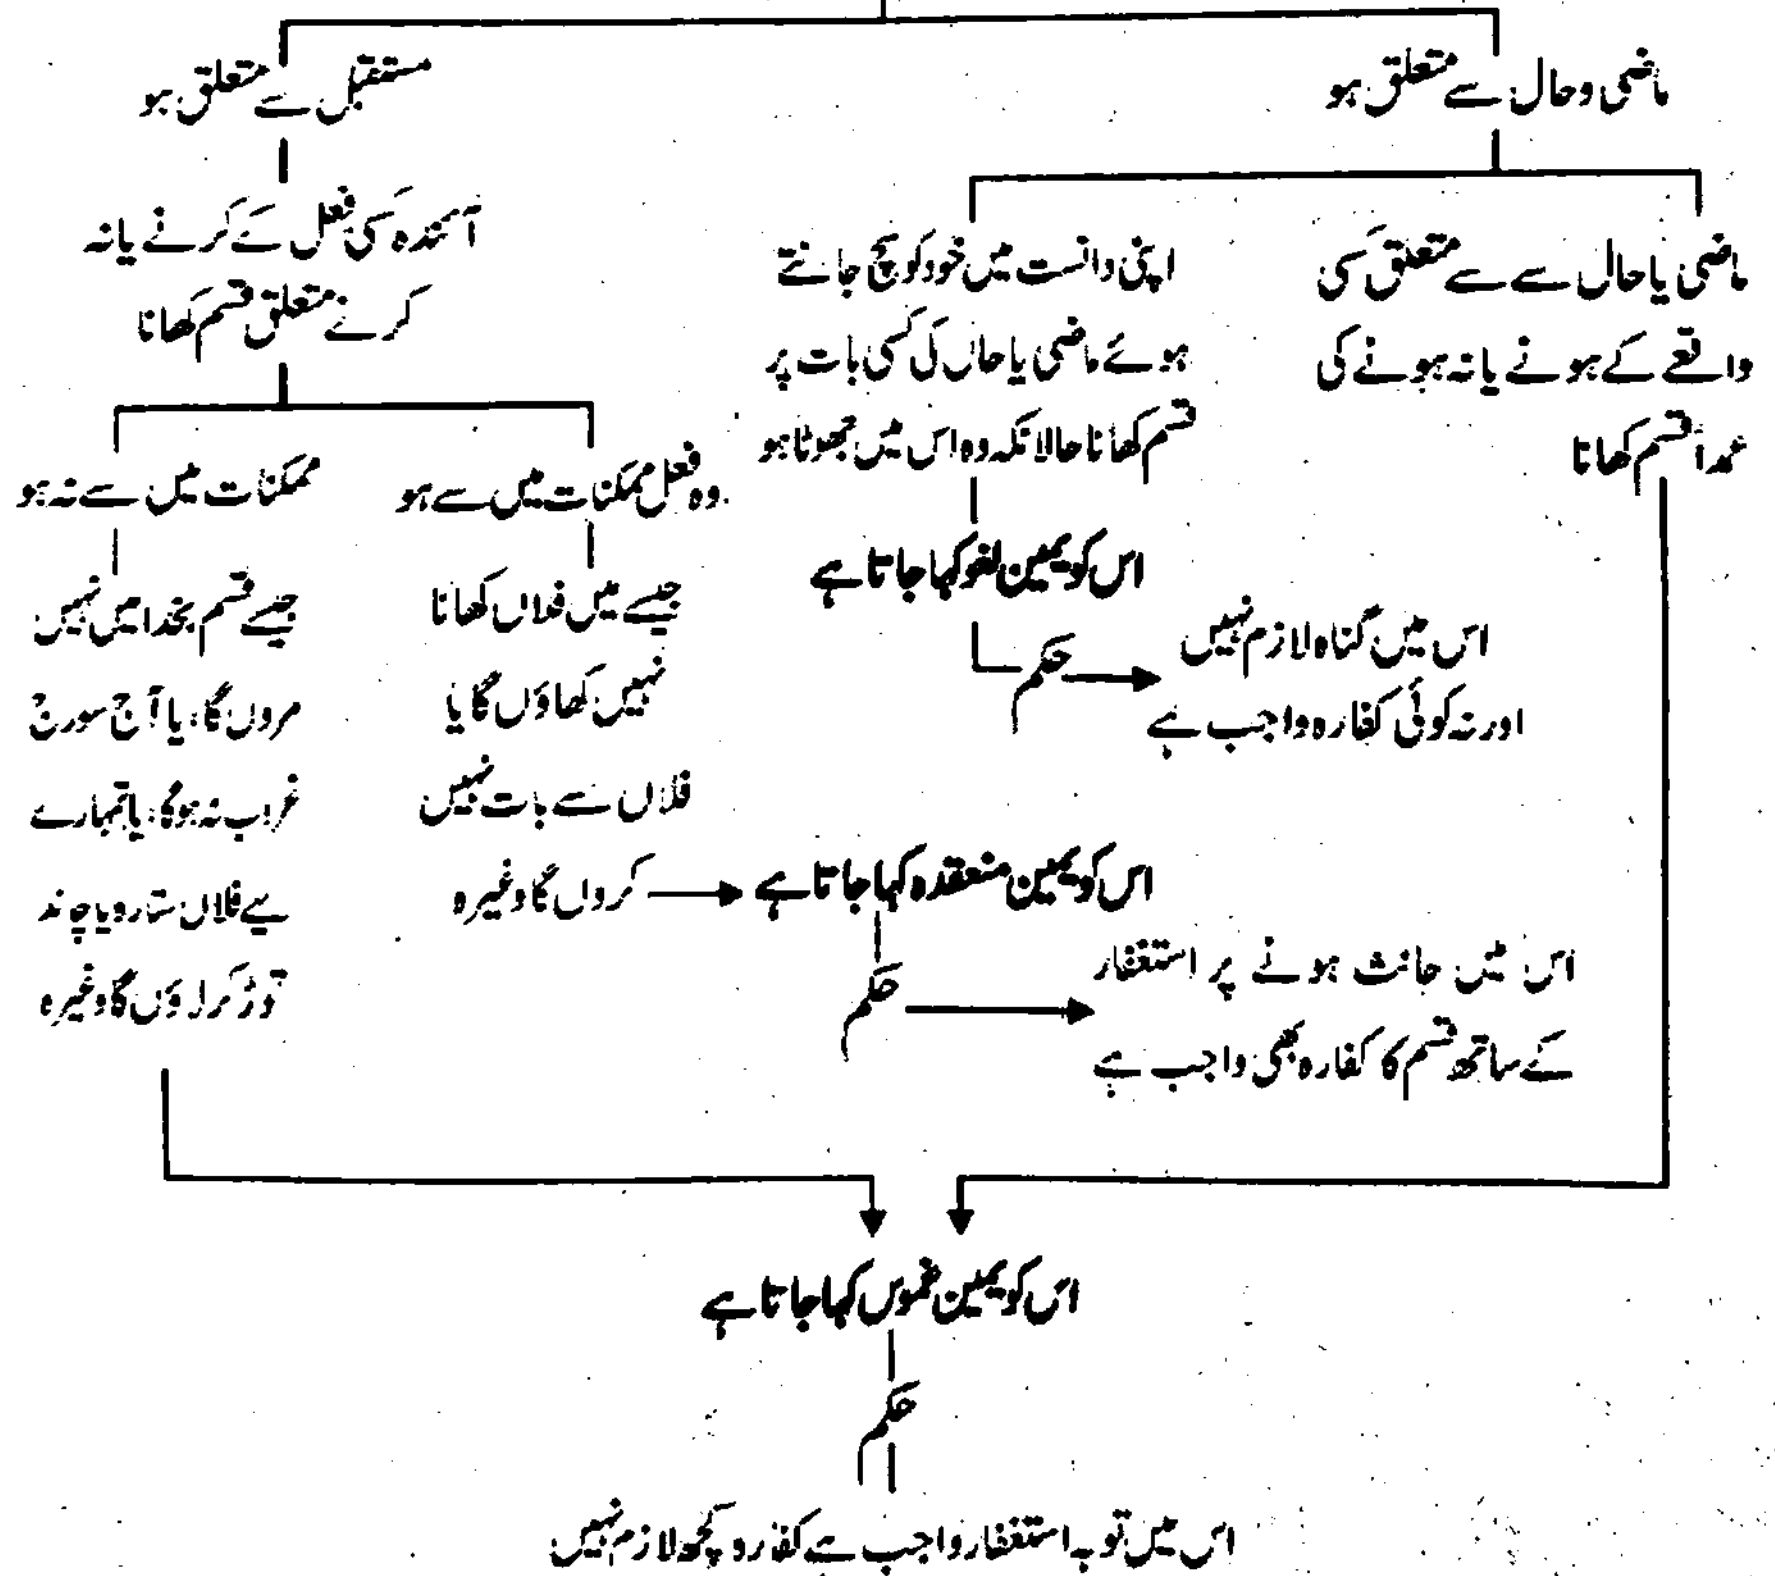 ماضی و حال سے متعلق ہو
مستقبل سے متعلق ہو
ماضی یا حال سے سے متعلق کسی
واقعے کے ہونے یا نہ ہونے کی
عمداً قسم کھانا
اپنی دانست میں خود کو سچ جانتے
ہوئے ماضی یا حال کی کسی بات پر
قسم کھانا حالانکہ وہ اس میں جھوٹا ہو
اس کو یمین لغو کہا جاتا ہے
حکم
اس میں گناہ لازم نہیں
اور نہ کوئی کفارہ واجب ہے
آئندہ کسی فعل کے کرنے یا نہ
کرنے متعلق قسم کھانا
وہ فعل ممکنات میں سے ہو
جیسے میں فلاں کھانا
نہیں کھاؤں گا یا
فلاں سے بات نہیں
کروں گا وغیرہ
اس کو یمین منعقدہ کہا جاتا ہے
حکم
اس میں حانث ہونے پر استغفار
کے ساتھ قسم کا کفارہ بھی واجب ہے
ممکنات میں سے نہ ہو
جیسے قسم بخدا میں نہیں
مروں گا، یا آج سورج
غراب نہ ہوگا، یا تمہارے
یے فلاں ستارہ یا چاند
توڑ کر لاؤں گا وغیرہ
اس کو یمین غموس کہا جاتا ہے
حکم
اس میں توبہ استغفار واجب ہے کفارہ کچھ لازم نہیں